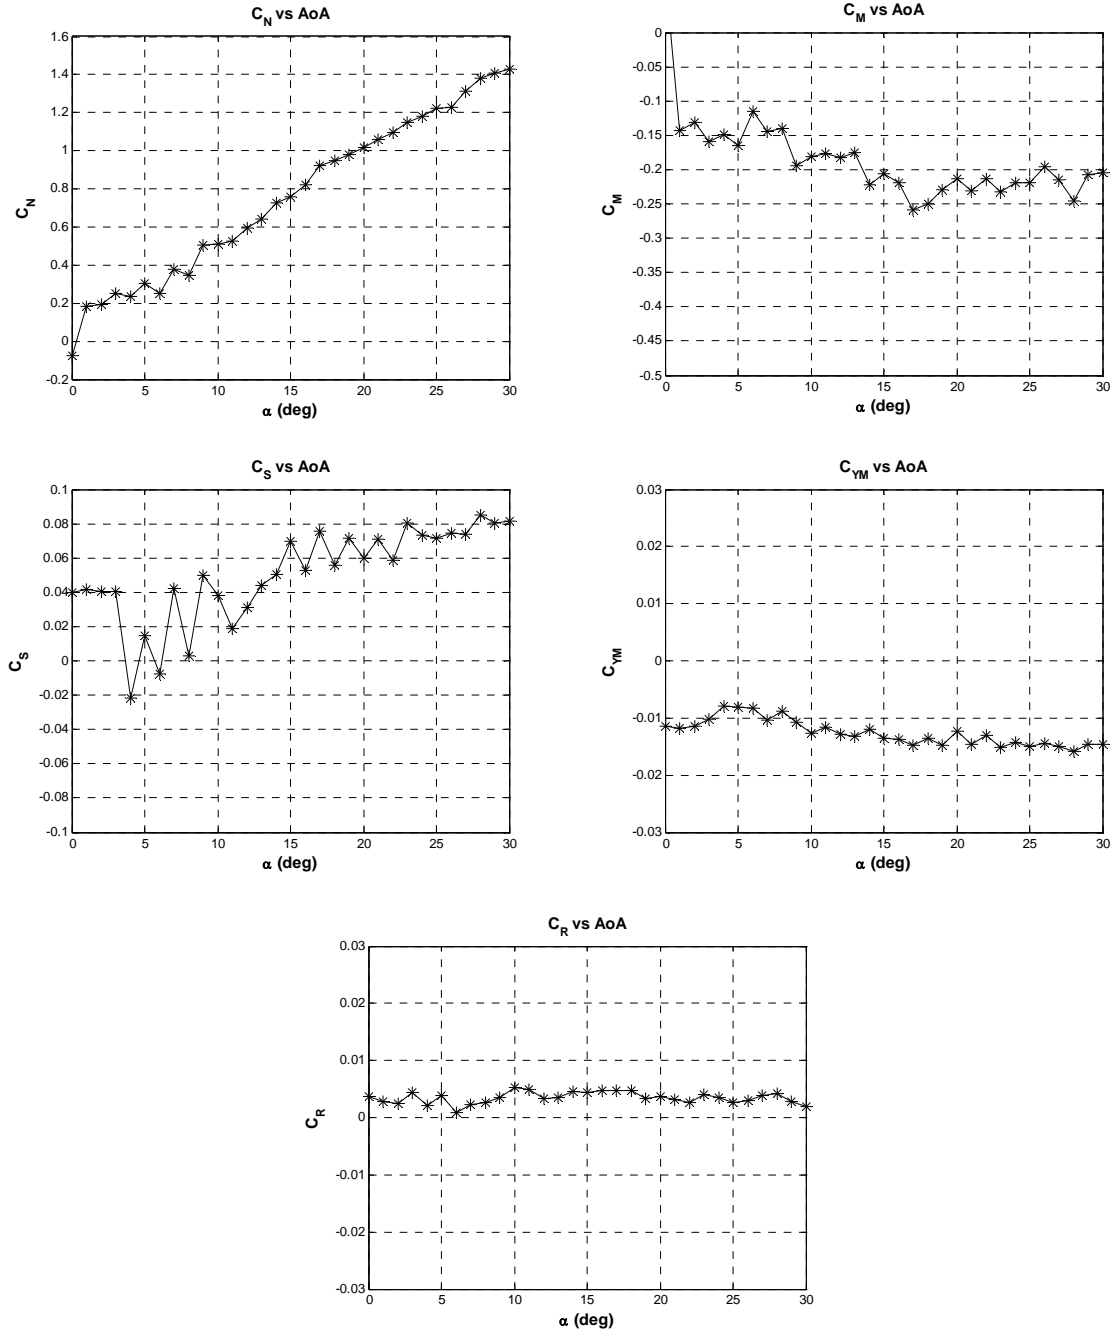 C_N vs AoA
1.6
1.4
1.2
1
0.8
0.6
0.4
0.2
0
-0.2
C_N
0 5 10 15 20 25 30
α (deg)
C_M vs AoA
0
-0.05
-0.1
-0.15
-0.2
-0.25
-0.3
-0.35
-0.4
-0.45
-0.5
C_M
0 5 10 15 20 25 30
α (deg)
C_S vs AoA
0.1
0.08
0.06
0.04
0.02
0
-0.02
-0.04
-0.06
-0.08
-0.1
C_S
0 5 10 15 20 25 30
α (deg)
C_YM vs AoA
0.03
0.02
0.01
0
-0.01
-0.02
-0.03
C_YM
0 5 10 15 20 25 30
α (deg)
C_R vs AoA
0.03
0.02
0.01
0
-0.01
-0.02
-0.03
C_R
0 5 10 15 20 25 30
α (deg)